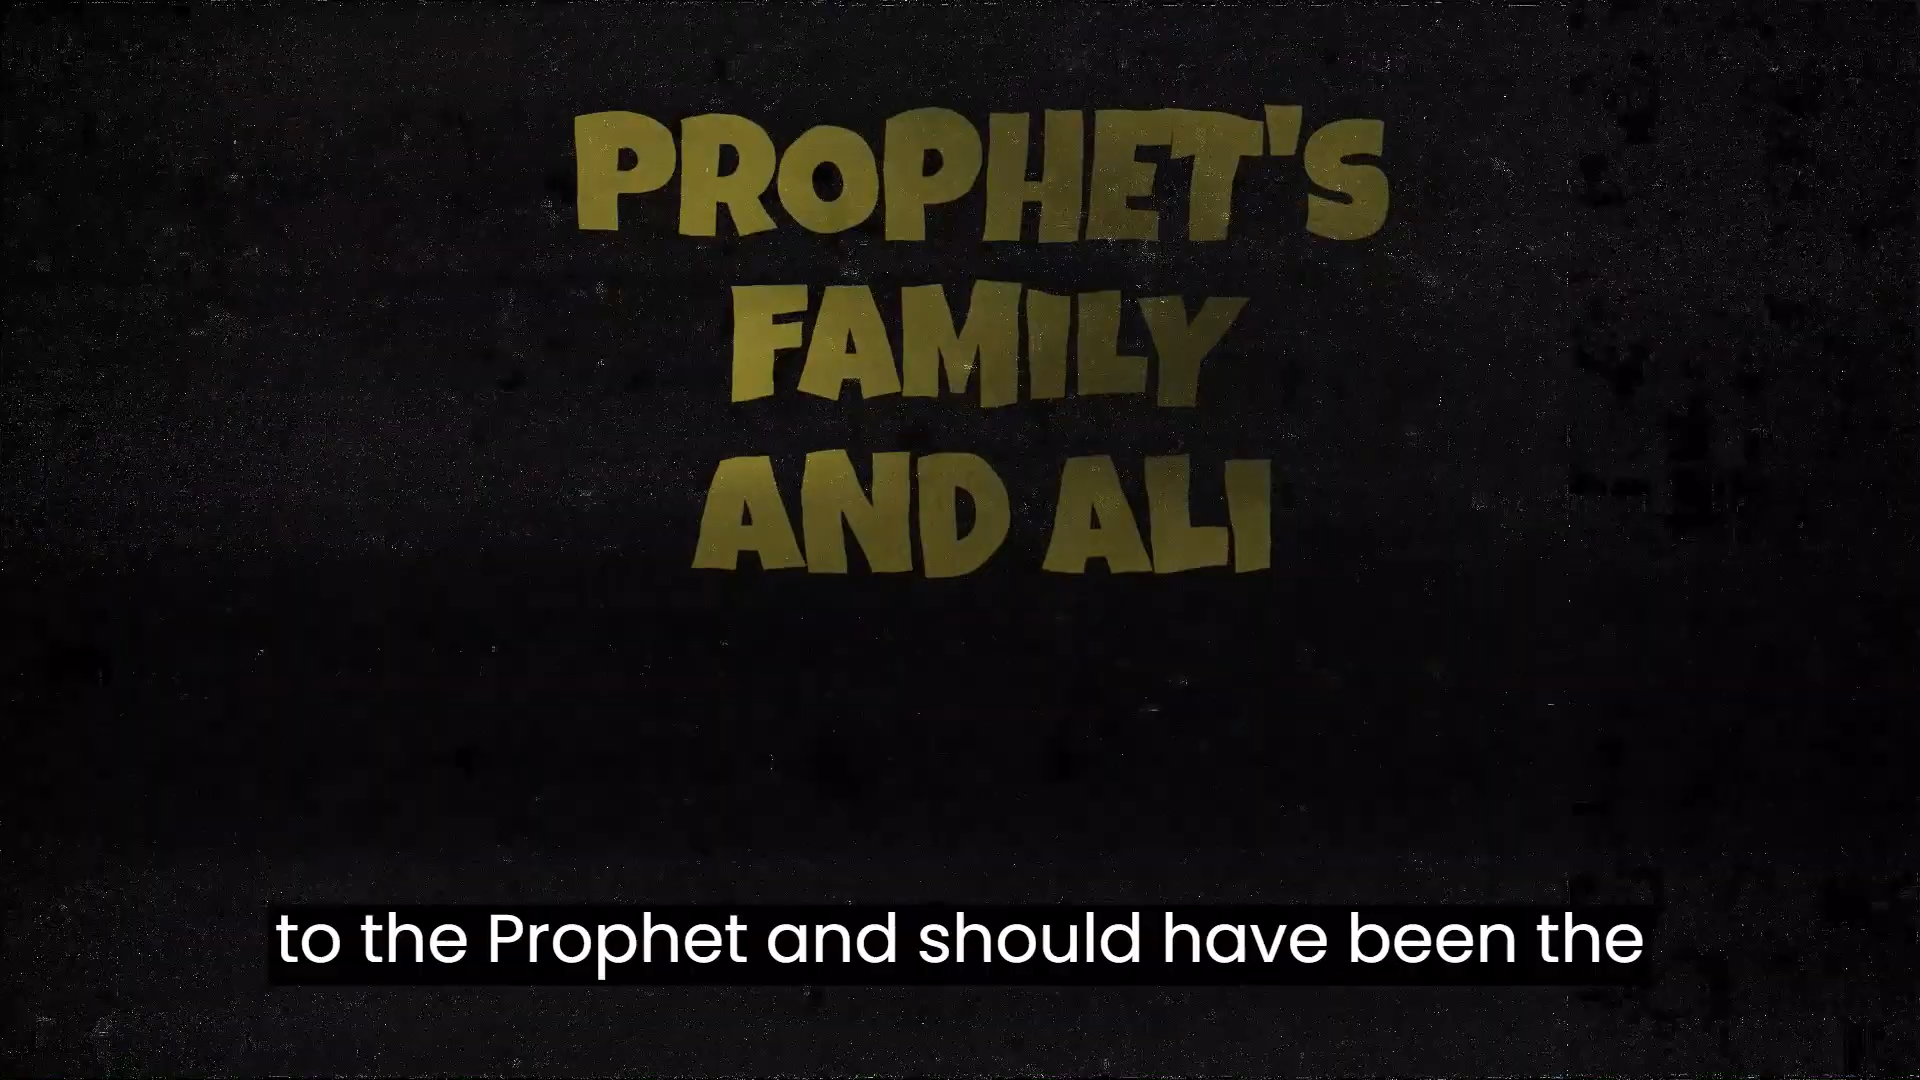 PROPHET'S
FAMILY
AND ALI
to the Prophet and should have been the